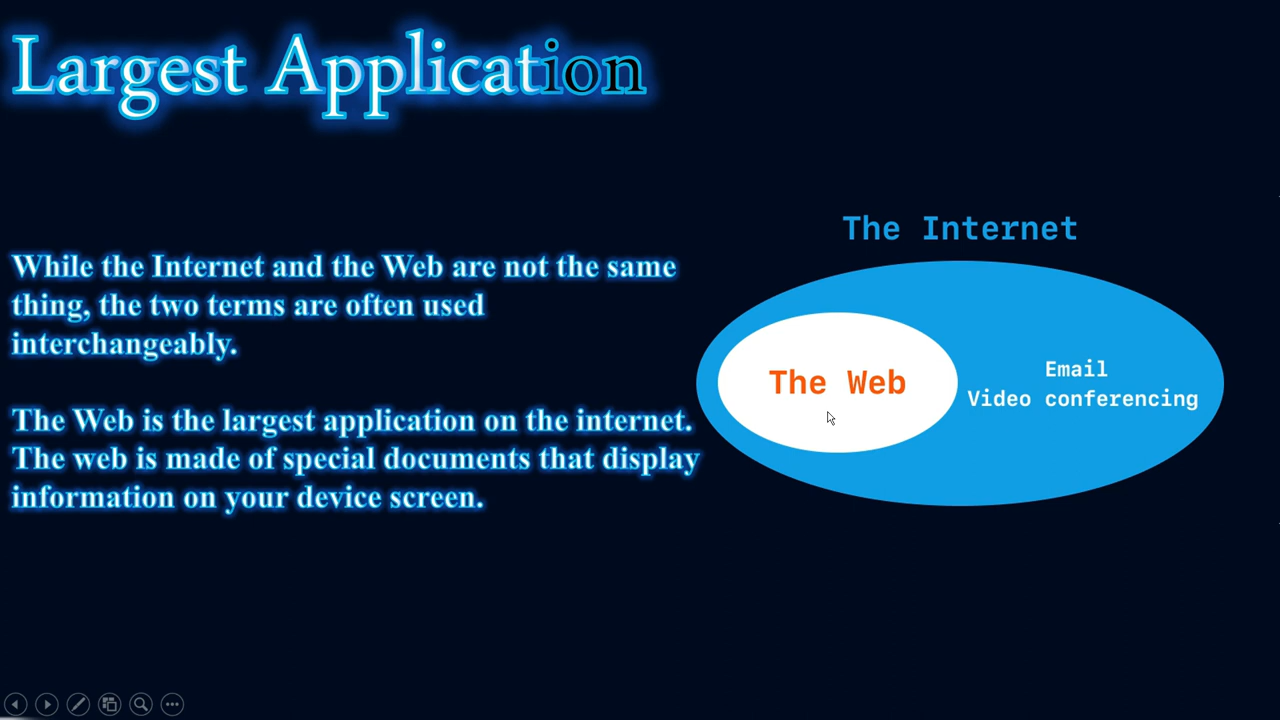 Largest Application
While the Internet and the Web are not the same
thing, the two terms are often used
interchangeably.
The Web is the largest application on the internet.
The web is made of special documents that display
information on your device screen.
The Internet
The Web
Email
Video conferencing